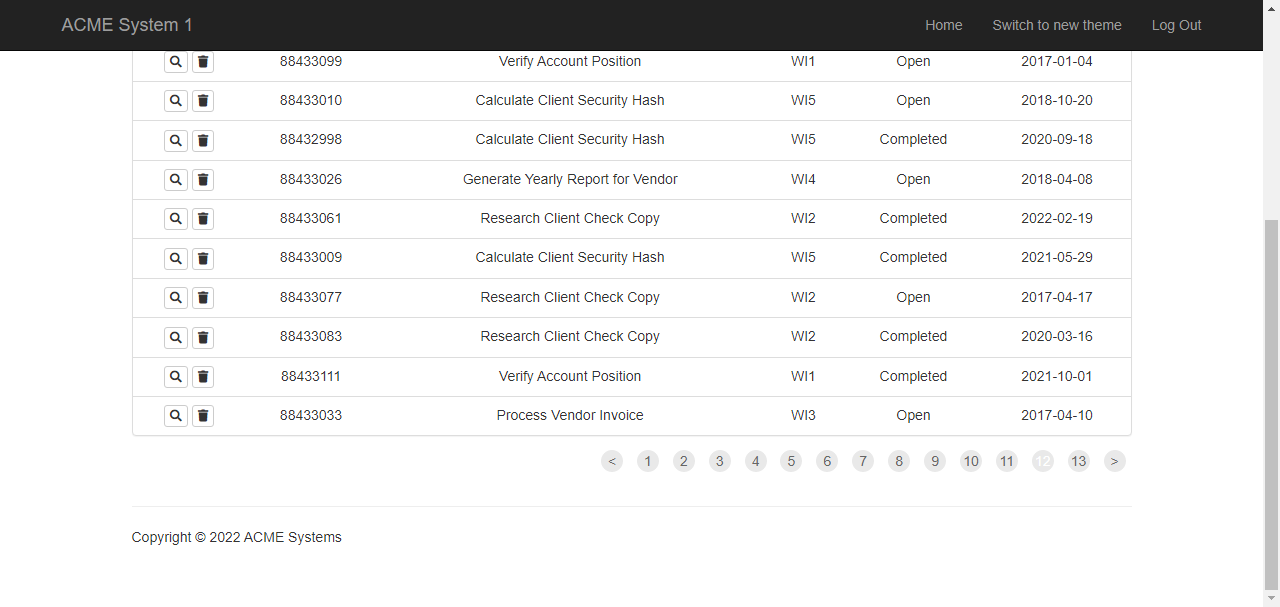 ACME System 1 Home Switch to new theme Log Out
88433099 Verify Account Position WI1 Open 2017-01-04
88433010 Calculate Client Security Hash WI5 Open 2018-10-20
88432998 Calculate Client Security Hash WI5 Completed 2020-09-18
88433026 Generate Yearly Report for Vendor WI4 Open 2018-04-08
88433061 Research Client Check Copy WI2 Completed 2022-02-19
88433009 Calculate Client Security Hash WI5 Completed 2021-05-29
88433077 Research Client Check Copy WI2 Open 2017-04-17
88433083 Research Client Check Copy WI2 Completed 2020-03-16
88433111 Verify Account Position WI1 Completed 2021-10-01
88433033 Process Vendor Invoice WI3 Open 2017-04-10
< 1 2 3 4 5 6 7 8 9 10 11 12 13 >
Copyright © 2022 ACME Systems